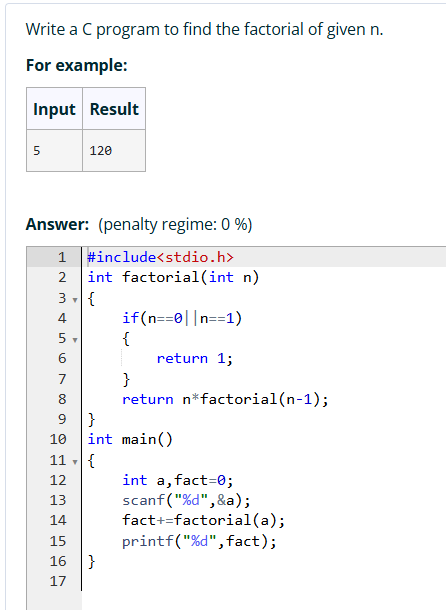 Write a C program to find the factorial of given n.
For example:
Input Result
5 120
Answer: (penalty regime: 0 %)
1 #include<stdio.h>
2 int factorial(int n)
3 {
4     if(n==0||n==1)
5     {
6         return 1;
7     }
8     return n*factorial(n-1);
9 }
10 int main()
11 {
12     int a,fact=0;
13     scanf("%d",&a);
14     fact+=factorial(a);
15     printf("%d",fact);
16 }
17